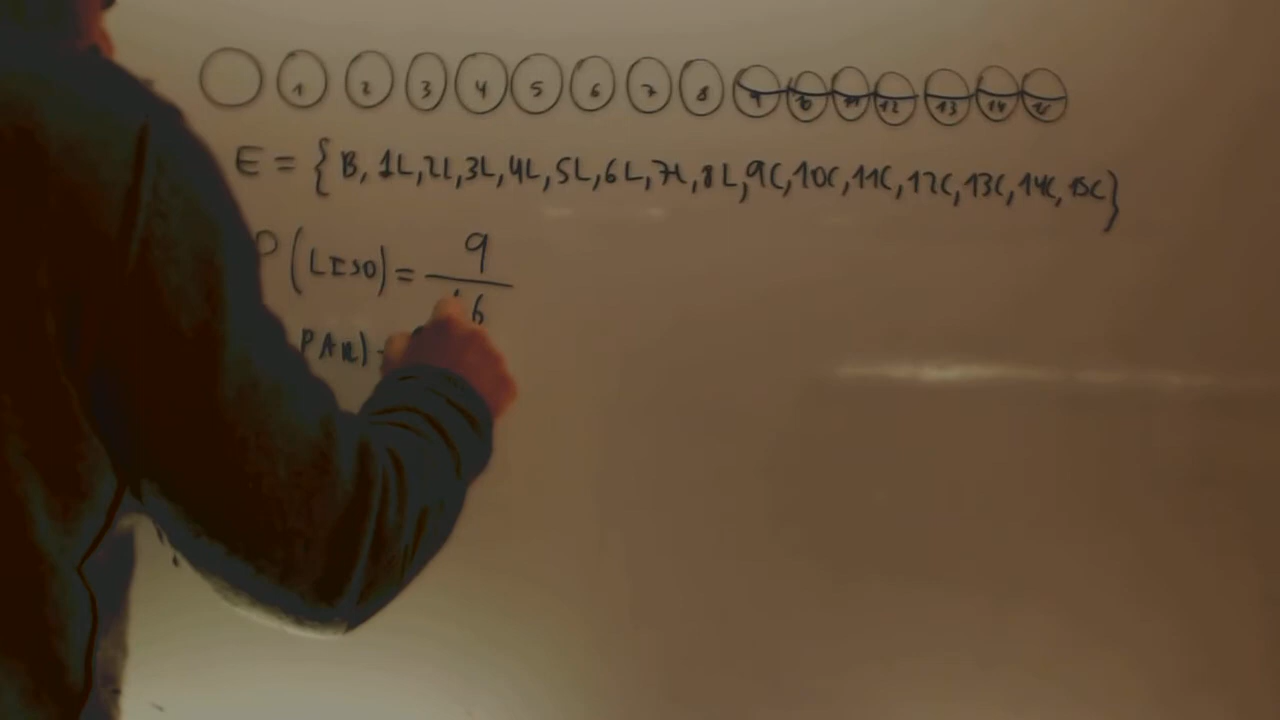 1 2 3 4 5 6 7 8 9 10 11 12 13 14 15
E = { B, 1L, 2L, 3L, 4L, 5L, 6L, 7L, 8L, 9C, 10C, 11C, 12C, 13C, 14C, 15C }
P (LISO) = 9
16
PAR) -